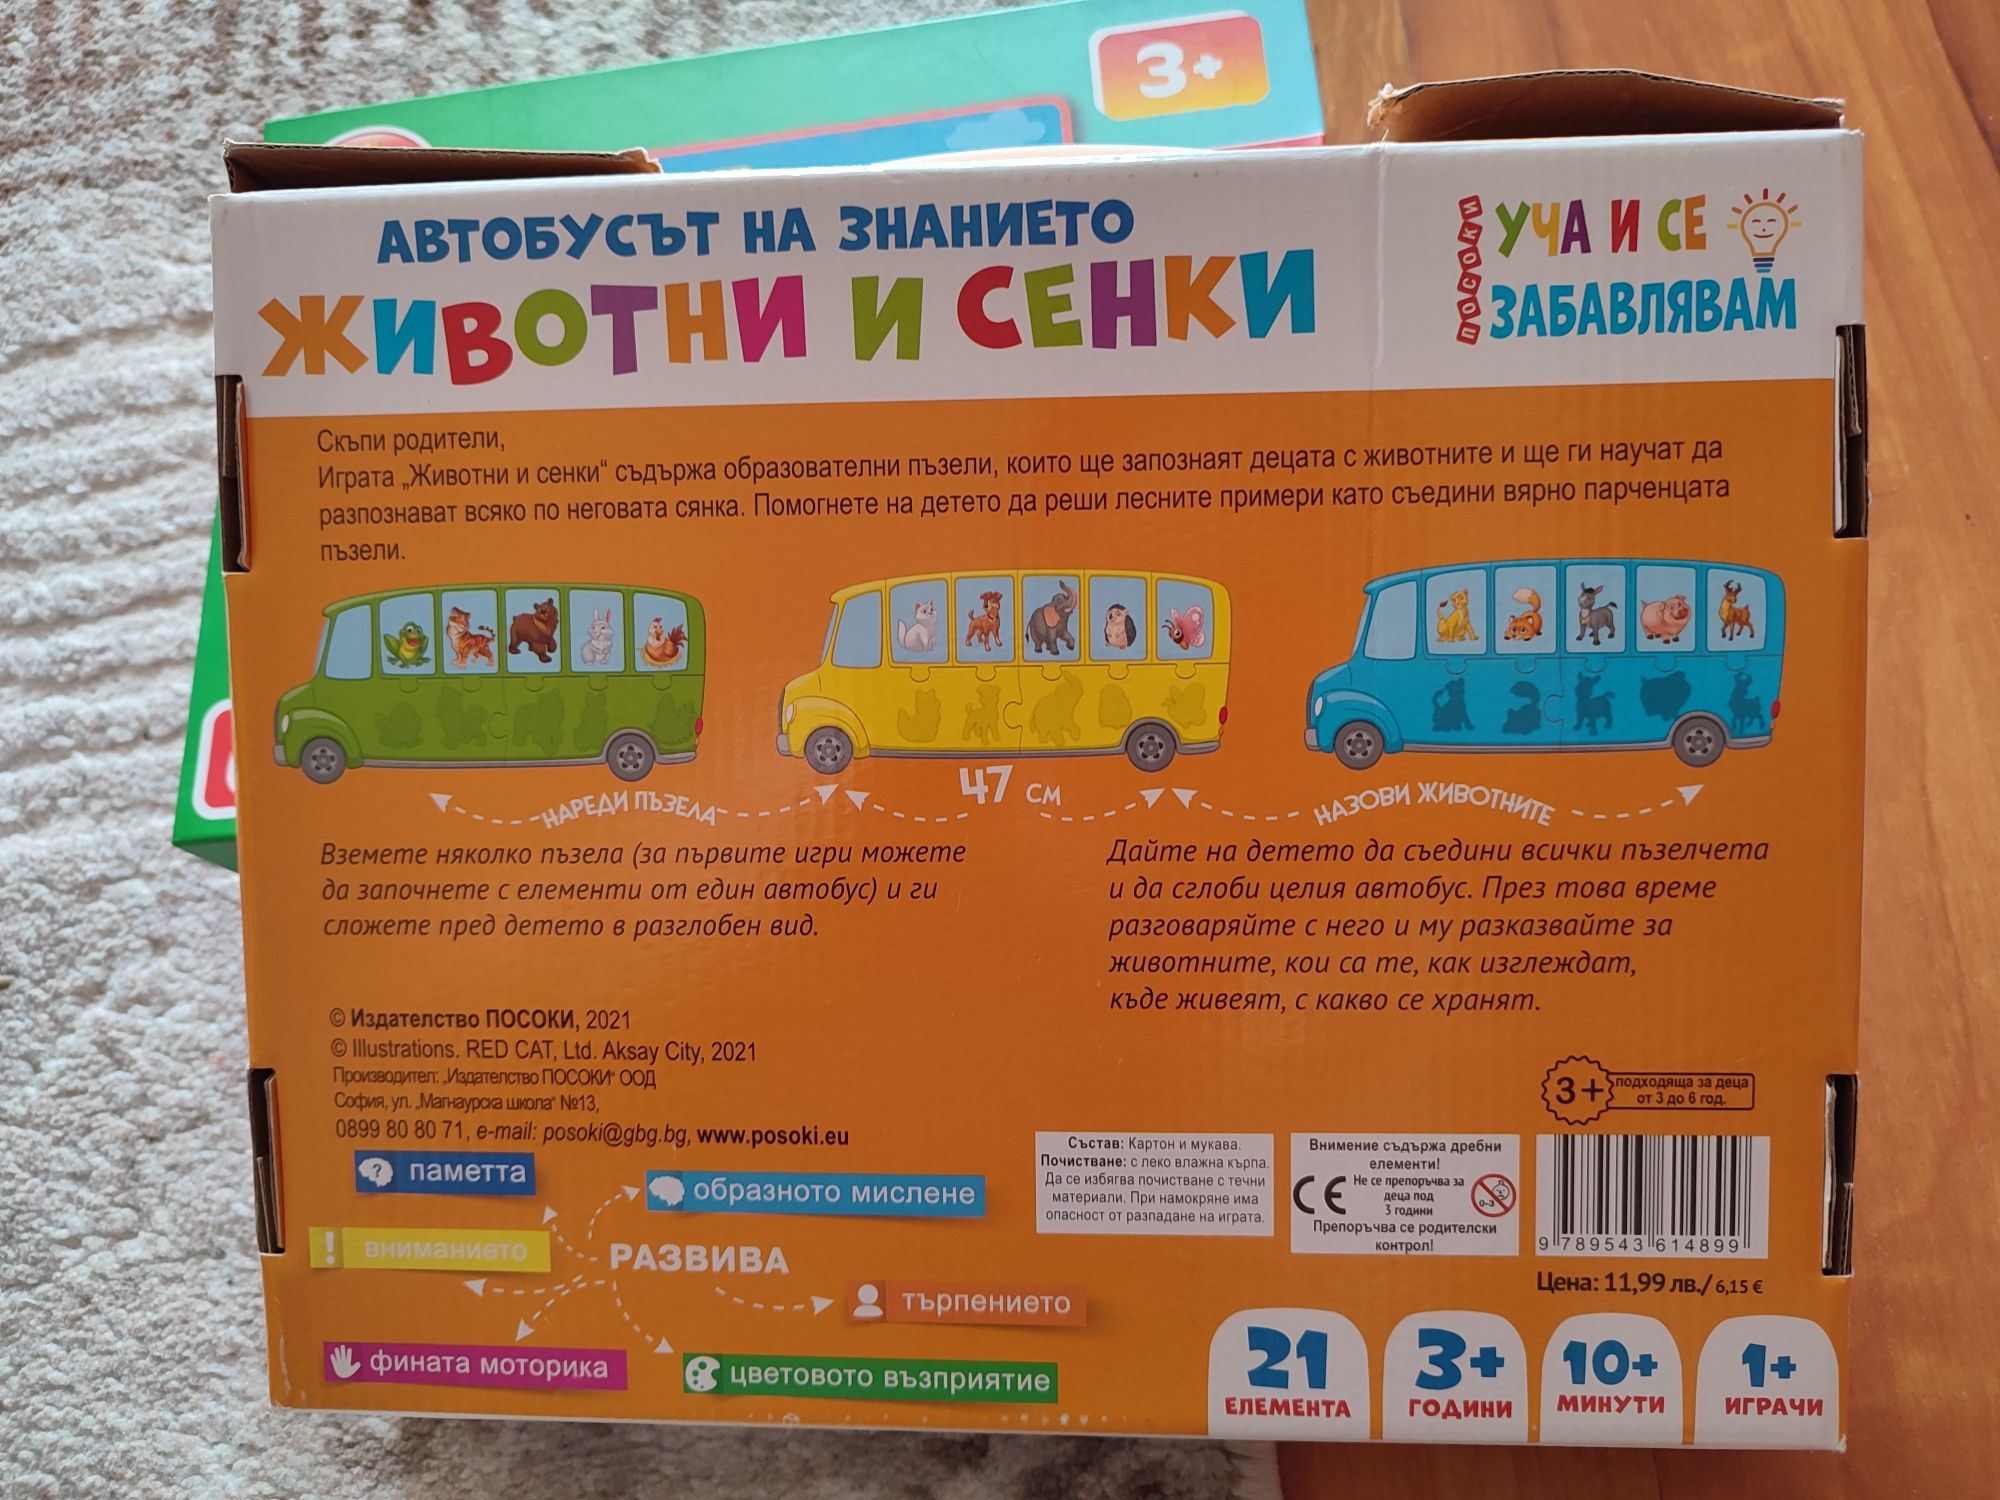 3+
АВТОБУСЪТ НА ЗНАНИЕТО
ЖИВОТНИ И СЕНКИ
ПОСОКИ
УЧА И СЕ
ЗАБАВЛЯВАМ
Скъпи родители,
Играта „Животни и сенки“ съдържа образователни пъзели, които ще запознаят децата с животните и ще ги научат да
разпознават всяко по неговата сянка. Помогнете на детето да реши лесните примери като съедини вярно парченцата
пъзели.
НАРЕДИ ПЪЗЕЛА
47 СМ
НАЗОВИ ЖИВОТНИТЕ
Вземете няколко пъзела (за първите игри можете
да започнете с елементи от един автобус) и ги
сложете пред детето в разглобен вид.
Дайте на детето да съедини всички пъзелчета
и да сглоби целия автобус. През това време
разговаряйте с него и му разказвайте за
животните, кои са те, как изглеждат,
къде живеят, с какво се хранят.
© Издателство ПОСОКИ, 2021
© Illustrations. RED CAT, Ltd. Aksay City, 2021
Производител: „Издателство ПОСОКИ“ ООД
София, ул. „Магнаурска школа“ №13,
0899 80 80 71, e-mail: posoki@gbg.bg, www.posoki.eu
3+ подходяща за деца
от 3 до 6 год.
Състав: Картон и мукава.
Почистване: с леко влажна кърпа.
Да се избягва почистване с течни
материали. При намокряне има
опасност от разпадане на играта.
Внимание съдържа дребни
елементи!
CE
Не се препоръчва за
деца под
3 години
0-3
Препоръчва се родителски
контрол!
9 789543 614899
Цена: 11,99 лв./ 6,15 €
паметта
образното мислене
вниманието
РАЗВИВА
търпението
фината моторика
цветовото възприятие
21
ЕЛЕМЕНТА
3+
ГОДИНИ
10+
МИНУТИ
1+
ИГРАЧИ